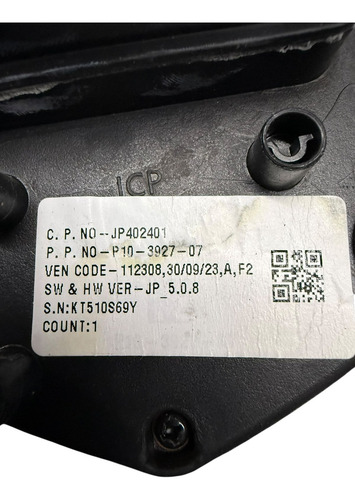 ICP
C. P. NO--JP402401
P. P. NO-P10-3927-07
VEN CODE-112308,30/09/23,A,F2
SW & HW VER-JP_5.0.8
S.N:KT510S69Y
COUNT:1